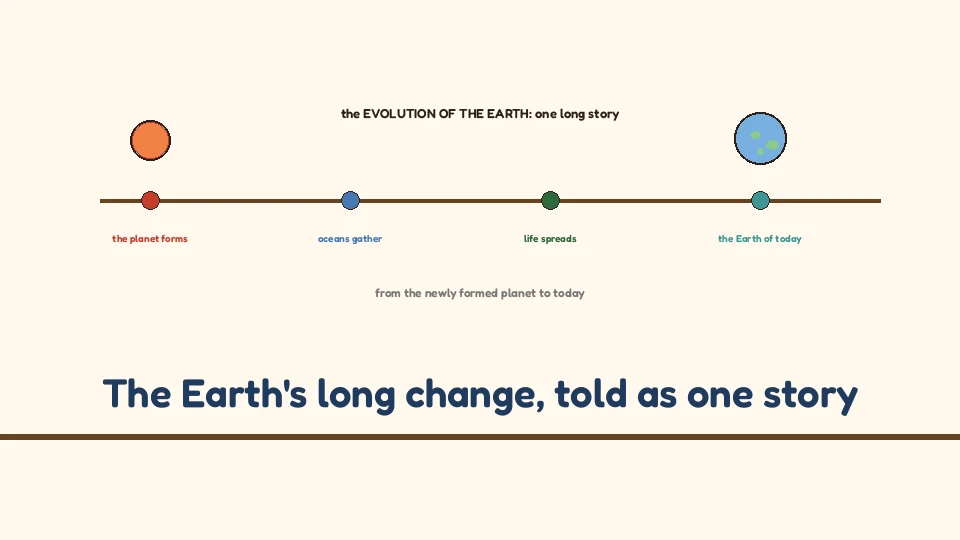 the EVOLUTION OF THE EARTH: one long story
the planet forms
oceans gather
life spreads
the Earth of today
from the newly formed planet to today
The Earth's long change, told as one story